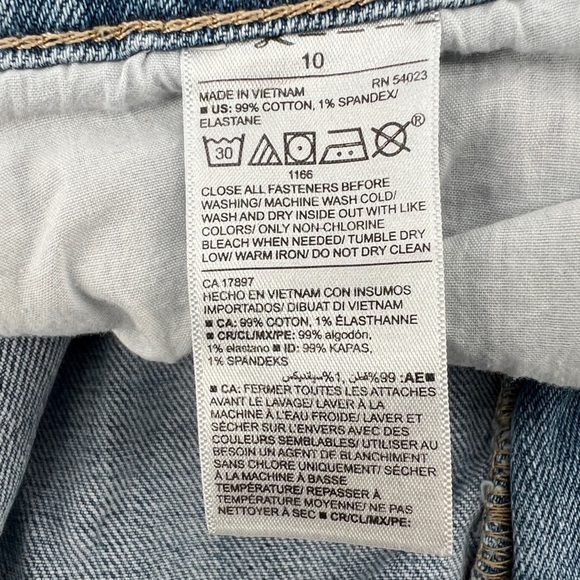 10
MADE IN VIETNAM RN 54023
■ US: 99% COTTON, 1% SPANDEX/
ELASTANE
30
®
1166
CLOSE ALL FASTENERS BEFORE
WASHING/ MACHINE WASH COLD/
WASH AND DRY INSIDE OUT WITH LIKE
COLORS/ ONLY NON-CHLORINE
BLEACH WHEN NEEDED/ TUMBLE DRY
LOW/ WARM IRON/ DO NOT DRY CLEAN
CA 17897
HECHO EN VIETNAM CON INSUMOS
IMPORTADOS/ DIBUAT DI VIETNAM
■ CA: 99% COTON, 1% ÉLASTHANNE
■ CR/CL/MX/PE: 99% algodón,
1% elastano ■ ID: 99% KAPAS,
1% SPANDEKS
■AE: 99% قطن, 1% سپانديكس
■ CA: FERMER TOUTES LES ATTACHES
AVANT LE LAVAGE/ LAVER À LA
MACHINE À L'EAU FROIDE/ LAVER ET
SÉCHER SUR L'ENVERS AVEC DES
COULEURS SEMBLABLES/ UTILISER AU
BESOIN UN AGENT DE BLANCHIMENT
SANS CHLORE UNIQUEMENT/ SÉCHER
À LA MACHINE À BASSE
TEMPÉRATURE/ REPASSER À
TEMPÉRATURE MOYENNE/ NE PAS
NETTOYER À SEC ■ CR/CL/MX/PE: